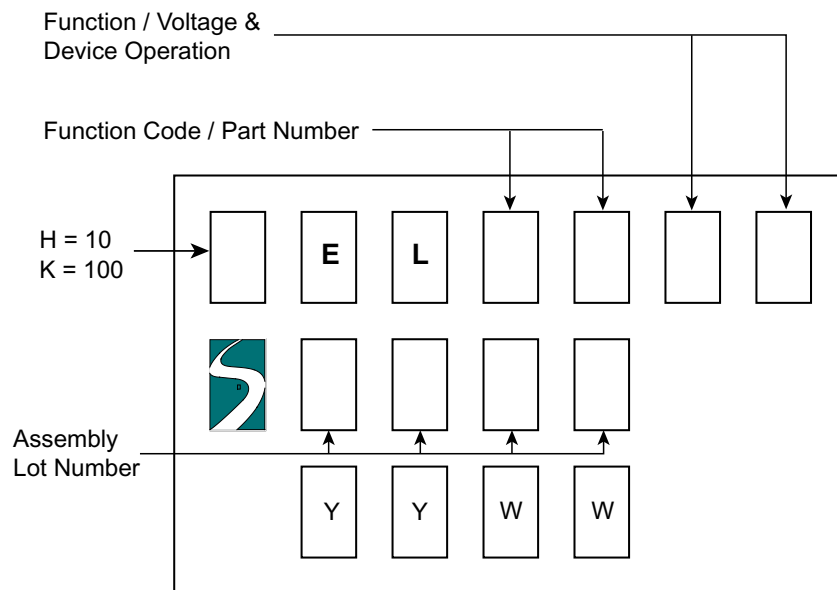 Function / Voltage &
Device Operation
Function Code / Part Number
H = 10
K = 100
E L
Assembly
Lot Number
Y Y W W